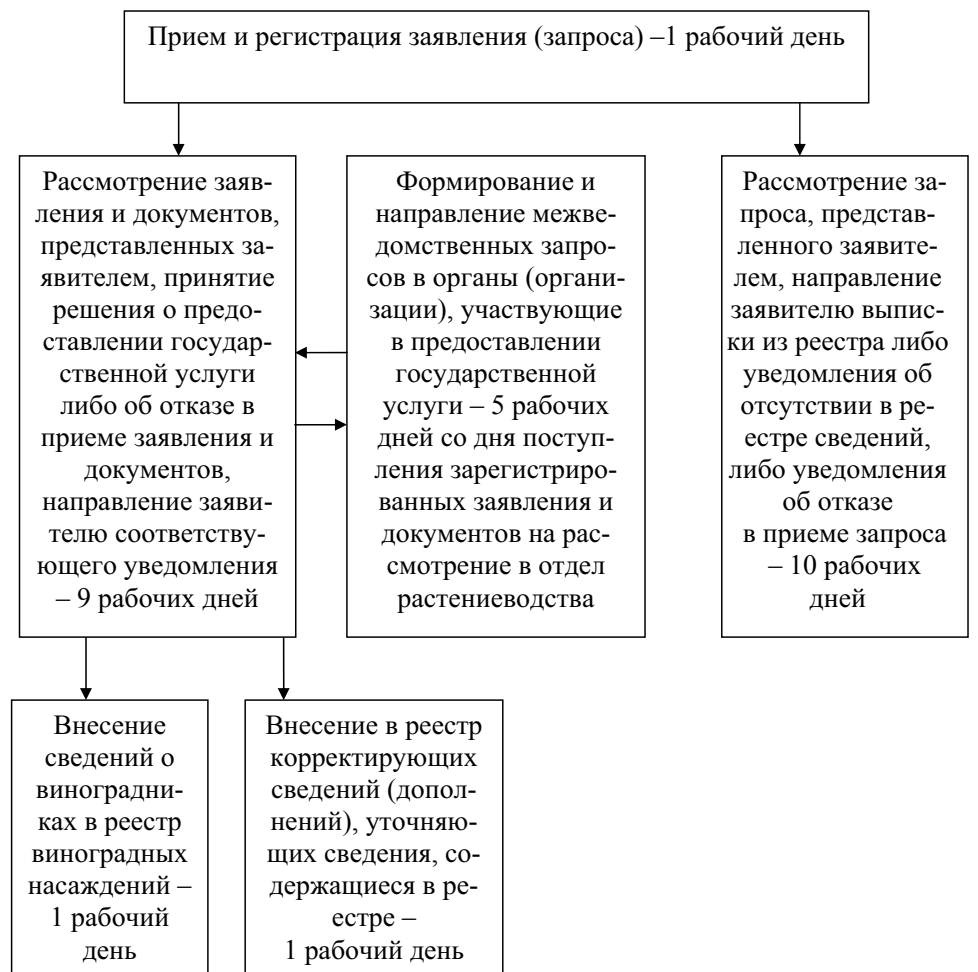 Прием и регистрация заявления (запроса) –1 рабочий день
Рассмотрение заяв-
ления и документов,
представленных за-
явителем, принятие
решения о предо-
ставлении государ-
ственной услуги
либо об отказе в
приеме заявления и
документов,
направление заяви-
телю соответству-
ющего уведомления
– 9 рабочих дней
Формирование и
направление межве-
домственных запро-
сов в органы (органи-
зации), участвующие
в предоставлении
государственной
услуги – 5 рабочих
дней со дня поступ-
ления зарегистриро-
ванных заявления и
документов на рас-
смотрение в отдел
растениеводства
Рассмотрение за-
проса, представ-
ленного заявите-
лем, направление
заявителю выпис-
ки из реестра либо
уведомления об
отсутствии в ре-
естре сведений,
либо уведомления
об отказе
в приеме запроса
– 10 рабочих
дней
Внесение
сведений о
виноградни-
ках в реестр
виноградных
насаждений –
1 рабочий
день
Внесение в реестр
корректирующих
сведений (допол-
нений), уточняю-
щих сведения, со-
держащиеся в ре-
естре –
1 рабочий день